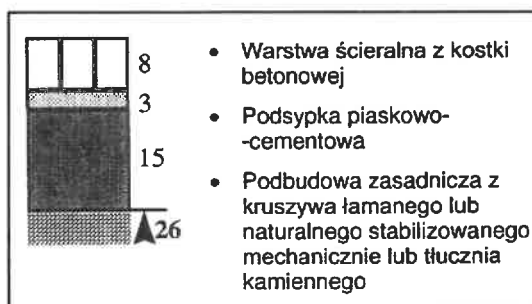 8
3
15
26
• Warstwa ścieralna z kostki
betonowej
• Podsypka piaskowo-
-cementowa
• Podbudowa zasadnicza z
kruszywa łamanego lub
naturalnego stabilizowanego
mechanicznie lub tłucznia
kamiennego